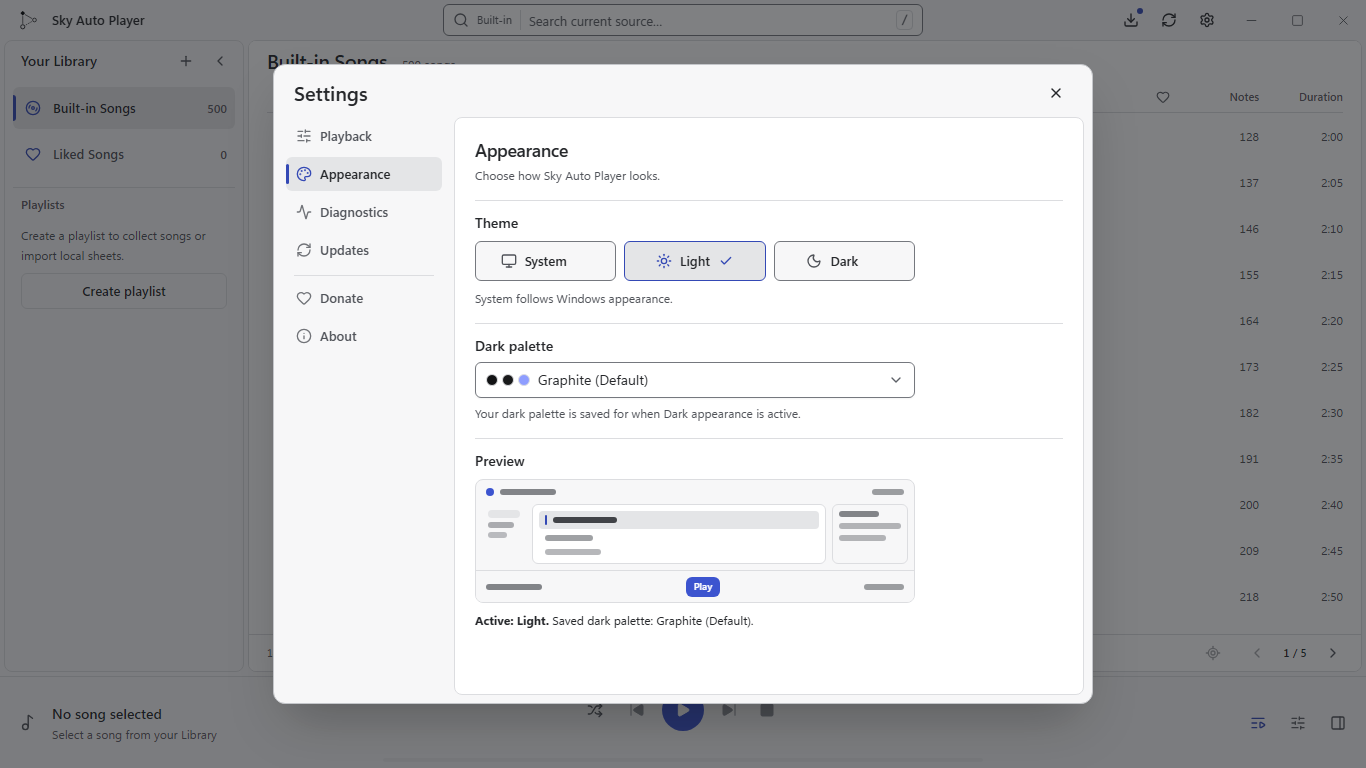 Sky Auto Player
Built-in
Search current source...
/
Your Library
Built-in Songs
500
Liked Songs
0
Playlists
Create a playlist to collect songs or
import local sheets.
Create playlist
Built-in Songs
500 songs
Notes
Duration
128
2:00
137
2:05
146
2:10
155
2:15
164
2:20
173
2:25
182
2:30
191
2:35
200
2:40
209
2:45
218
2:50
1
1 / 5
Settings
Playback
Appearance
Diagnostics
Updates
Donate
About
Appearance
Choose how Sky Auto Player looks.
Theme
System
Light
Dark
System follows Windows appearance.
Dark palette
Graphite (Default)
Your dark palette is saved for when Dark appearance is active.
Preview
Play
Active: Light. Saved dark palette: Graphite (Default).
No song selected
Select a song from your Library